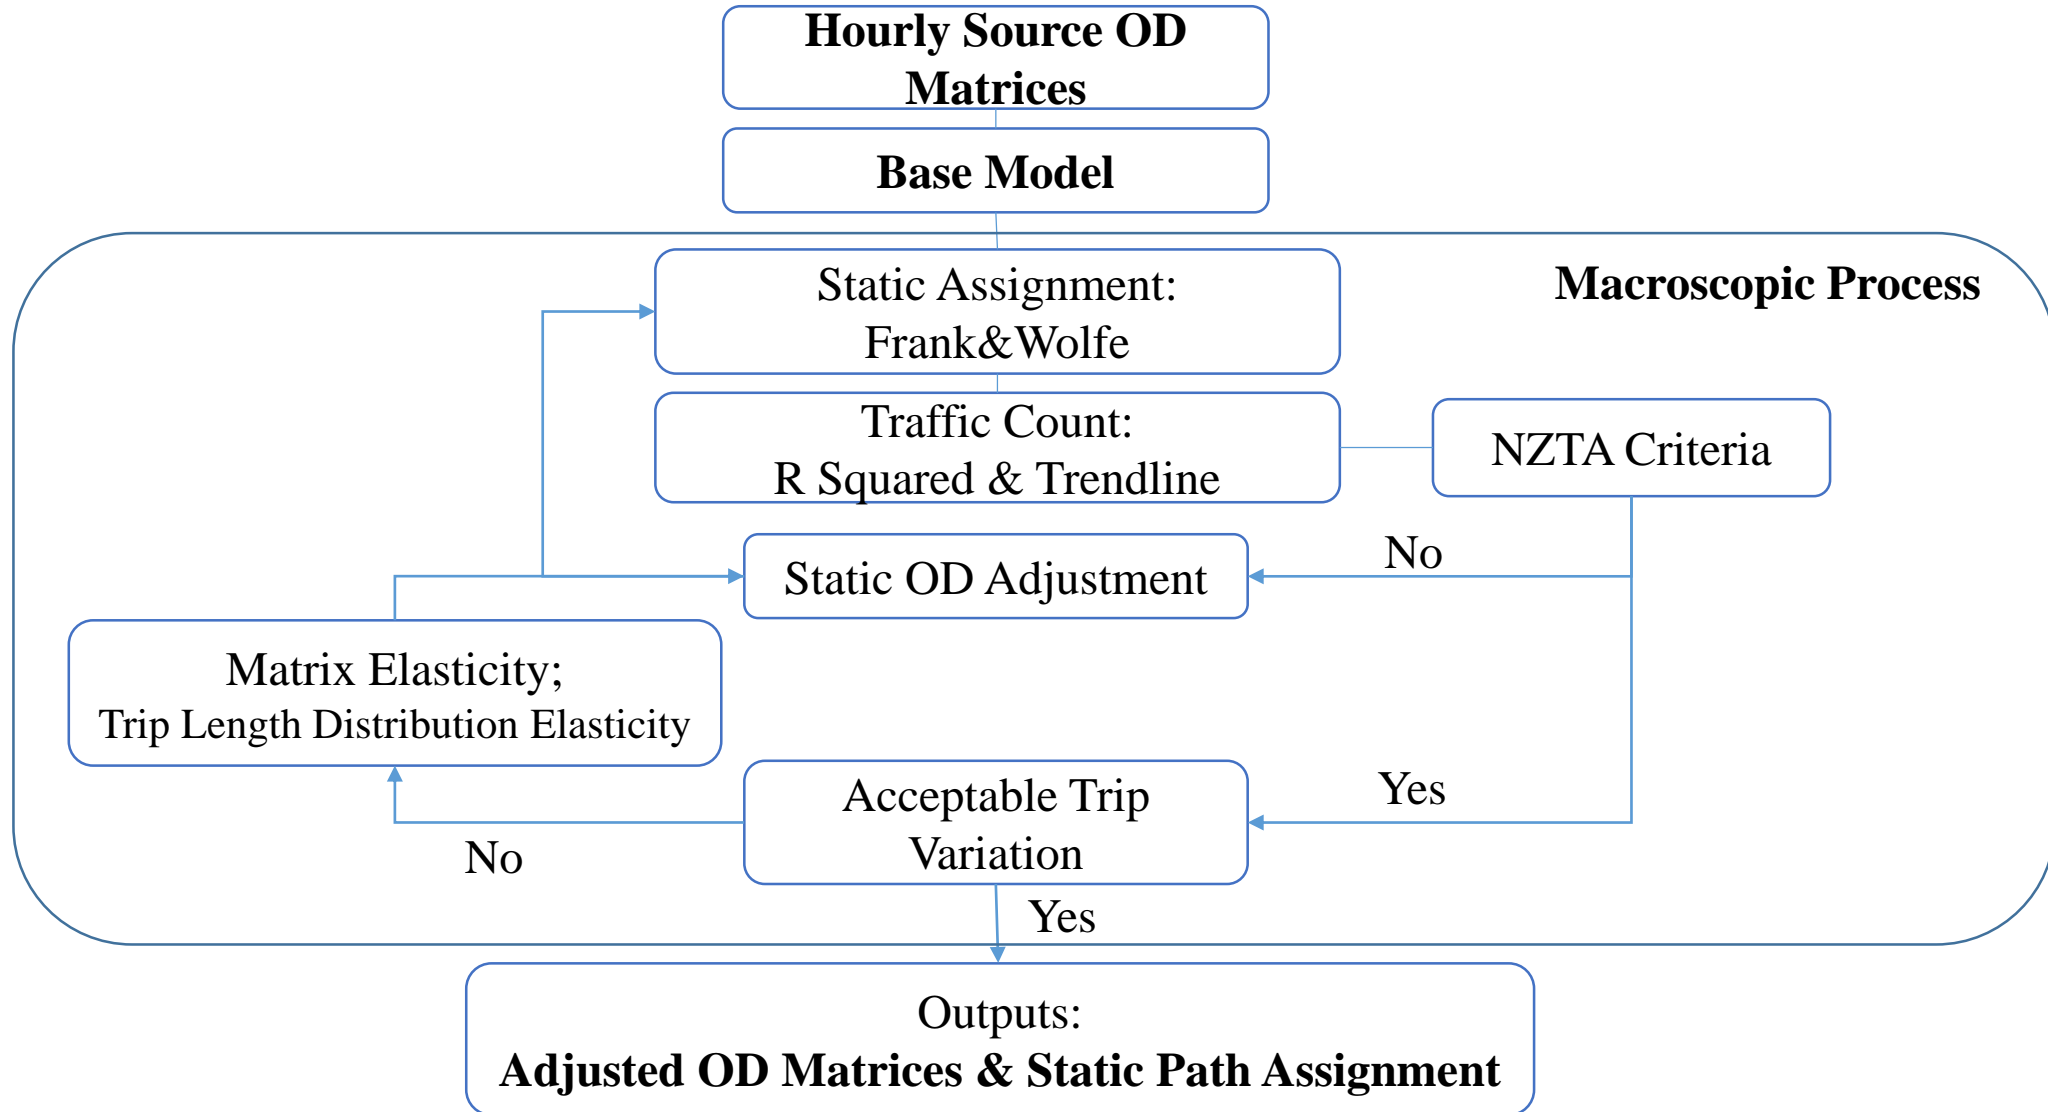 Hourly Source OD
Matrices
Base Model
Macroscopic Process
Static Assignment:
Frank&Wolfe
Traffic Count:
R Squared & Trendline
NZTA Criteria
No
Static OD Adjustment
Matrix Elasticity;
Trip Length Distribution Elasticity
Acceptable Trip
Variation
Yes
No
Yes
Outputs:
Adjusted OD Matrices & Static Path Assignment